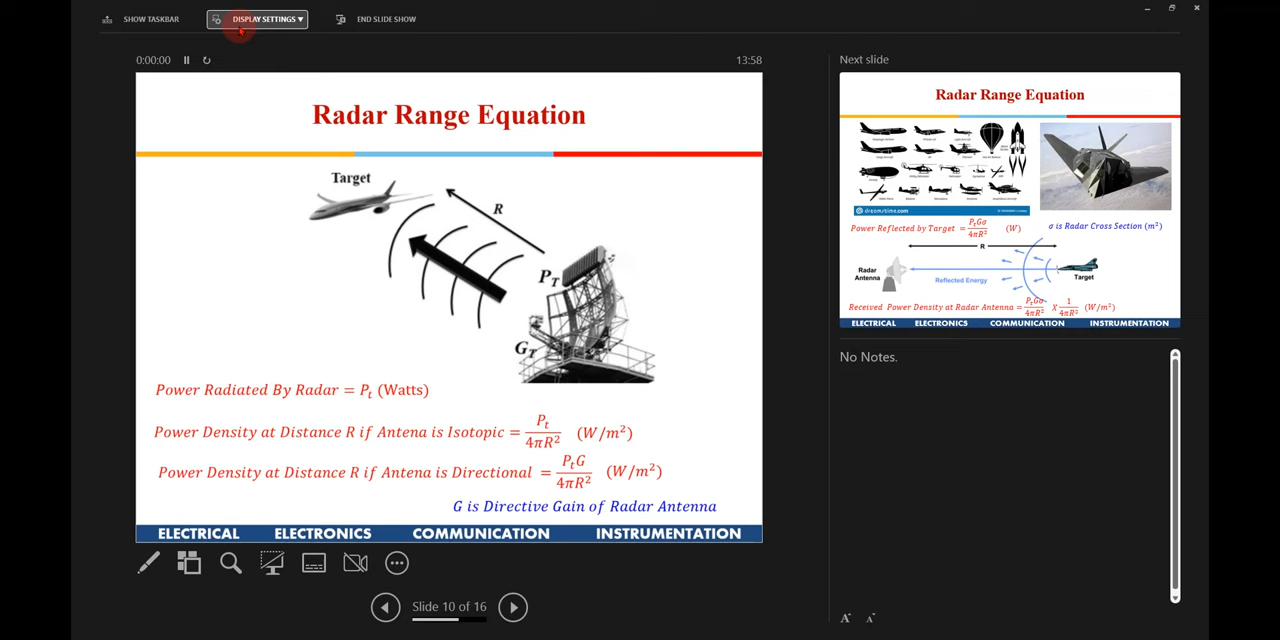 SHOW TASKBAR
DISPLAY SETTINGS ▼
END SLIDE SHOW
0:00:00
13:58
Radar Range Equation
Target
R
P_T
G_T
Power Radiated By Radar = P_t (Watts)
Power Density at Distance R if Antena is Isotopic = P_t / 4πR² (W/m²)
Power Density at Distance R if Antena is Directional = P_tG / 4πR² (W/m²)
G is Directive Gain of Radar Antenna
ELECTRICAL ELECTRONICS COMMUNICATION INSTRUMENTATION
Slide 10 of 16
Next slide
Radar Range Equation
dreamstime.com
Power Reflected by Target = P_tGσ / 4πR² (W)
σ is Radar Cross Section (m²)
R
Radar
Antenna
Reflected Energy
Target
Received Power Density at Radar Antenna = P_tGσ / 4πR² X 1 / 4πR² (W/m²)
ELECTRICAL ELECTRONICS COMMUNICATION INSTRUMENTATION
No Notes.
A A